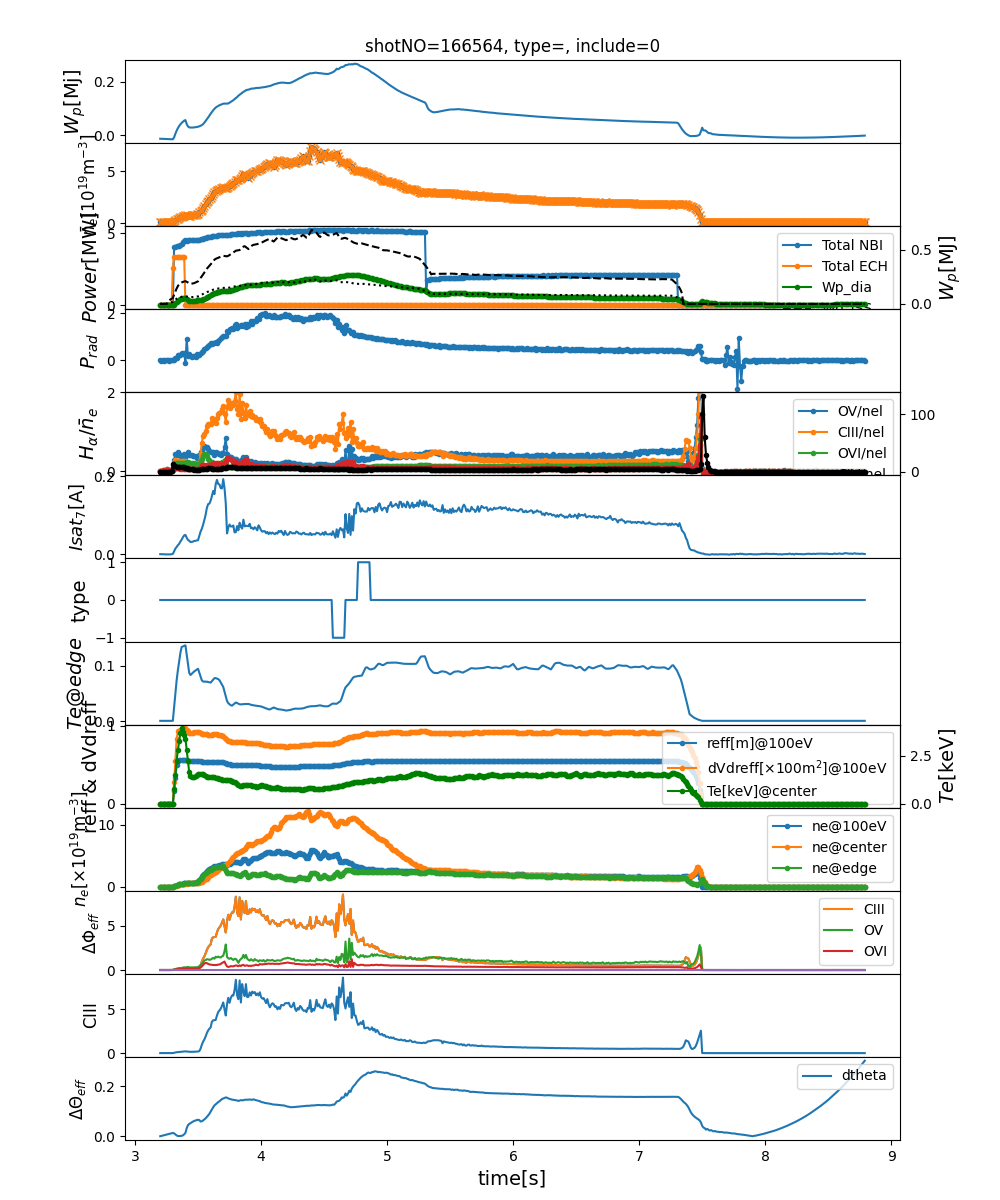 shotNO=166564, type=, include=0
W_p[MJ]
0.2
0.0
[10^19m^-3]
5
0
Power[MW]
5
0
Total NBI
Total ECH
Wp_dia
W_p[MJ]
0.5
0.0
P_rad
2
0
H_α/n̄_e
2
0
OV/nel
CIII/nel
OVI/nel
100
0
Isat_7[A]
0.2
0.0
type
1
0
−1
Te@edge
0.1
0.0
reff & dVdreff
1
0
reff[m]@100eV
dVdreff[×100m^2]@100eV
Te[keV]@center
Te[keV]
2.5
0.0
n_e[×10^19m^-3]
10
0
ne@100eV
ne@center
ne@edge
ΔΦ_eff
5
0
CIII
OV
OVI
CIII
5
0
ΔΘ_eff
0.2
0.0
dtheta
3 4 5 6 7 8 9
time[s]